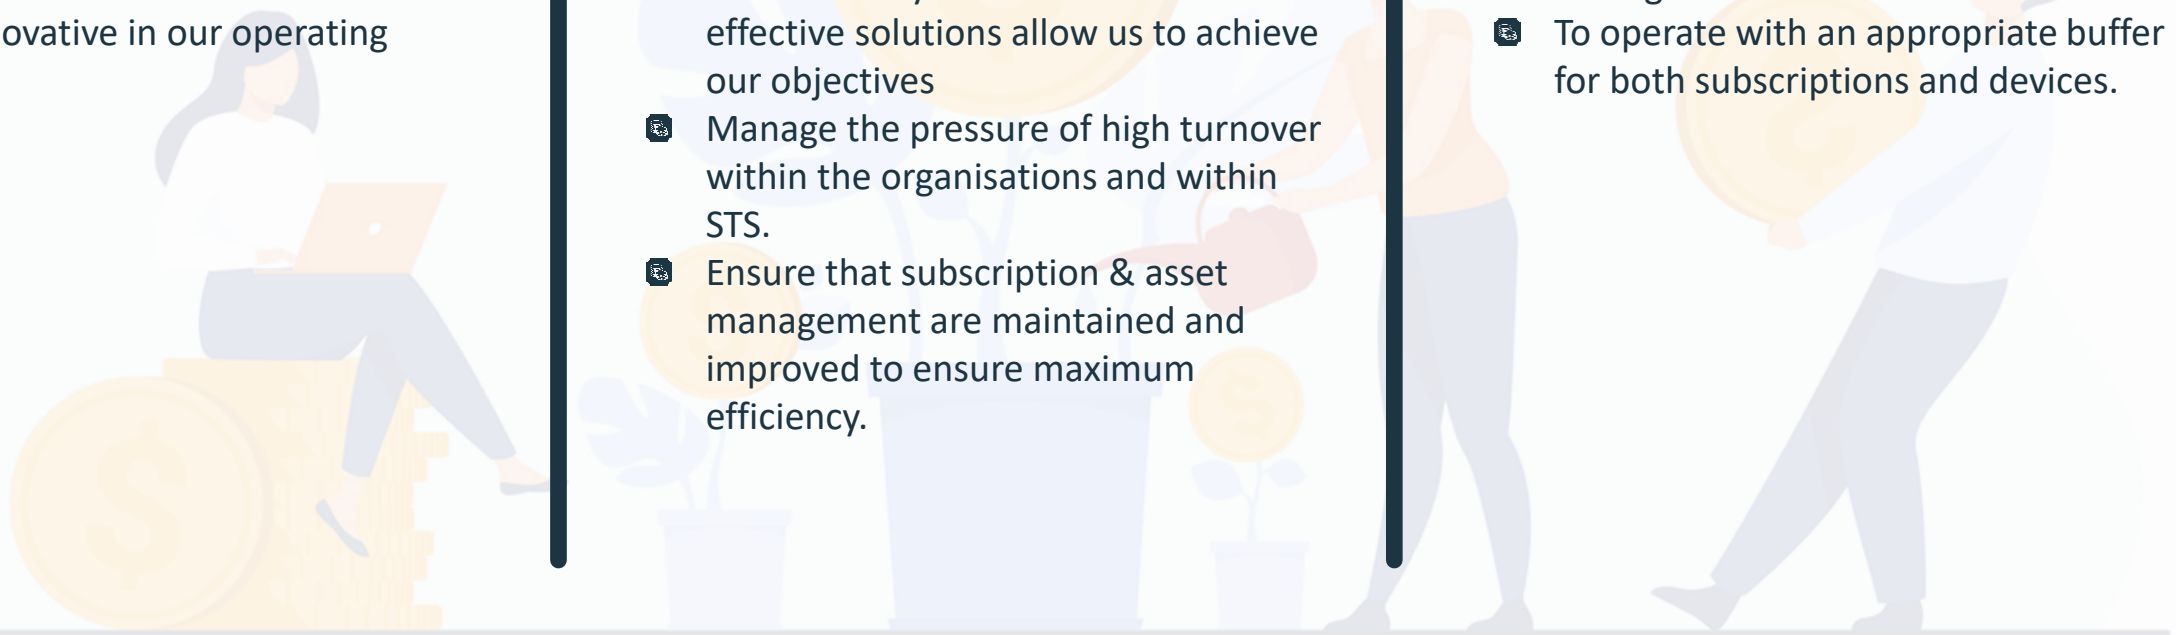 ovative in our operating
effective solutions allow us to achieve
our objectives
Manage the pressure of high turnover
within the organisations and within
STS.
Ensure that subscription & asset
management are maintained and
improved to ensure maximum
efficiency.
To operate with an appropriate buffer
for both subscriptions and devices.